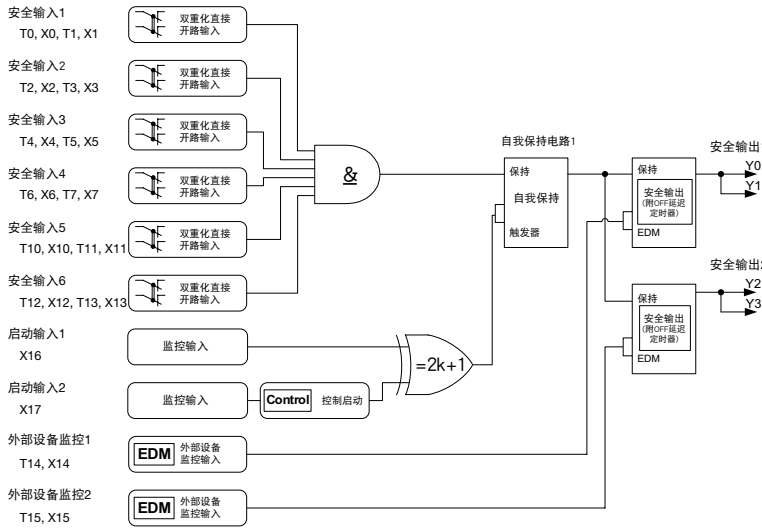 安全输入1
T0, X0, T1, X1
双重化直接
开路输入
安全输入2
T2, X2, T3, X3
双重化直接
开路输入
安全输入3
T4, X4, T5, X5
双重化直接
开路输入
安全输入4
T6, X6, T7, X7
双重化直接
开路输入
安全输入5
T10, X10, T11, X11
双重化直接
开路输入
安全输入6
T12, X12, T13, X13
双重化直接
开路输入
启动输入1
X16
监控输入
启动输入2
X17
监控输入
Control 控制启动
外部设备监控1
T14, X14
EDM 外部设备
监控输入
外部设备监控2
T15, X15
EDM 外部设备
监控输入
&
=2k+1
自我保持电路1
保持
自我保持
触发器
安全输出1
保持
安全输出
(附OFF延迟
定时器)
EDM
Y0
Y1
安全输出2
保持
安全输出
(附OFF延迟
定时器)
EDM
Y2
Y3